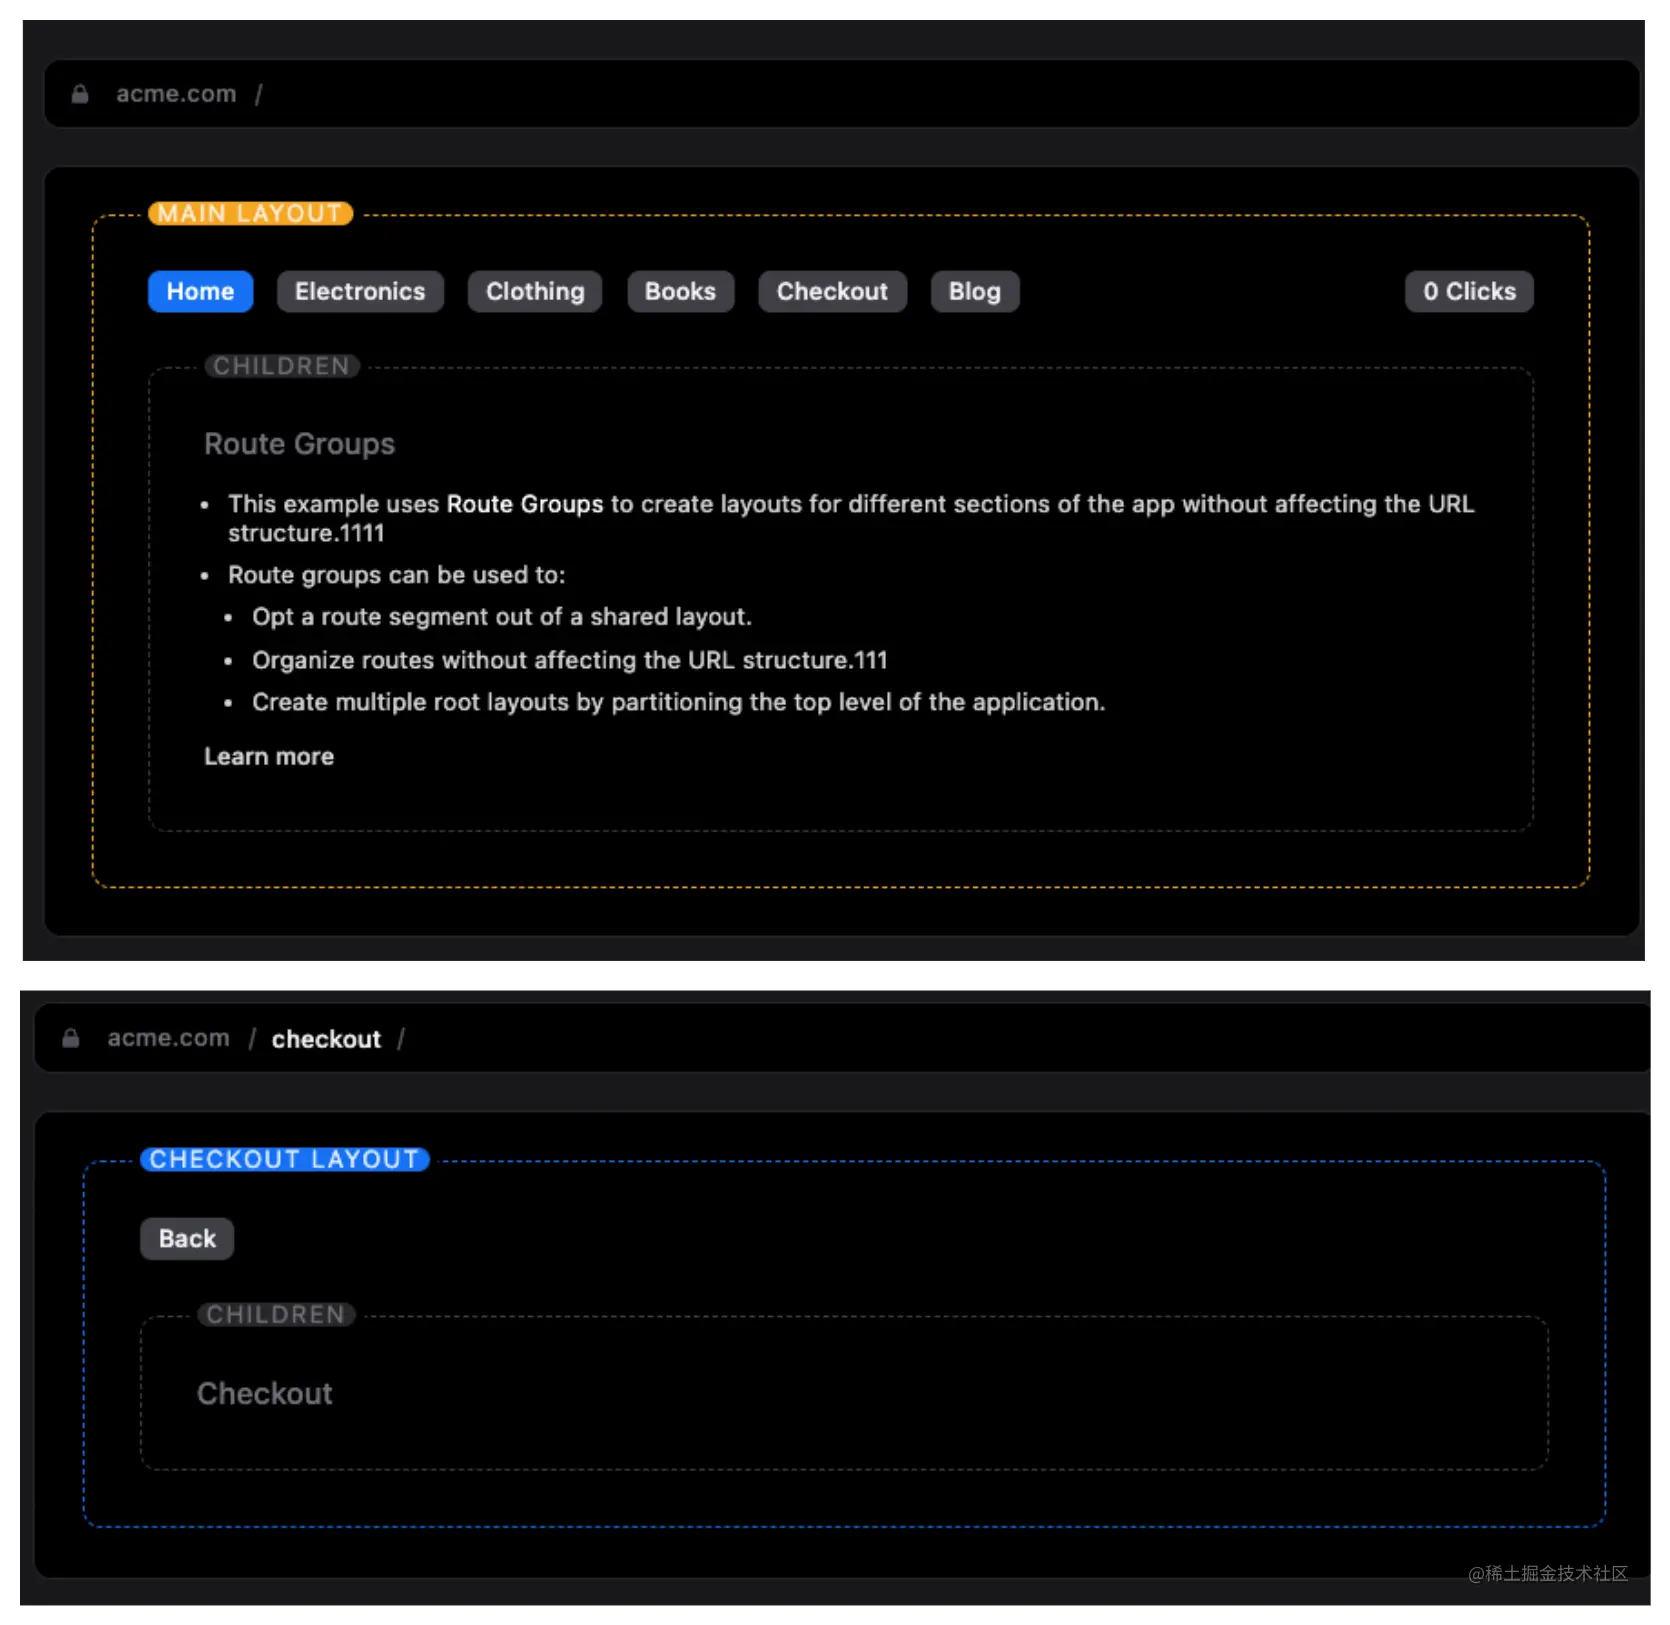 acme.com /
MAIN LAYOUT
Home Electronics Clothing Books Checkout Blog 0 Clicks
CHILDREN
Route Groups
• This example uses Route Groups to create layouts for different sections of the app without affecting the URL
structure.1111
• Route groups can be used to:
• Opt a route segment out of a shared layout.
• Organize routes without affecting the URL structure.111
• Create multiple root layouts by partitioning the top level of the application.
Learn more
acme.com / checkout /
CHECKOUT LAYOUT
Back
CHILDREN
Checkout
@稀土掘金技术社区